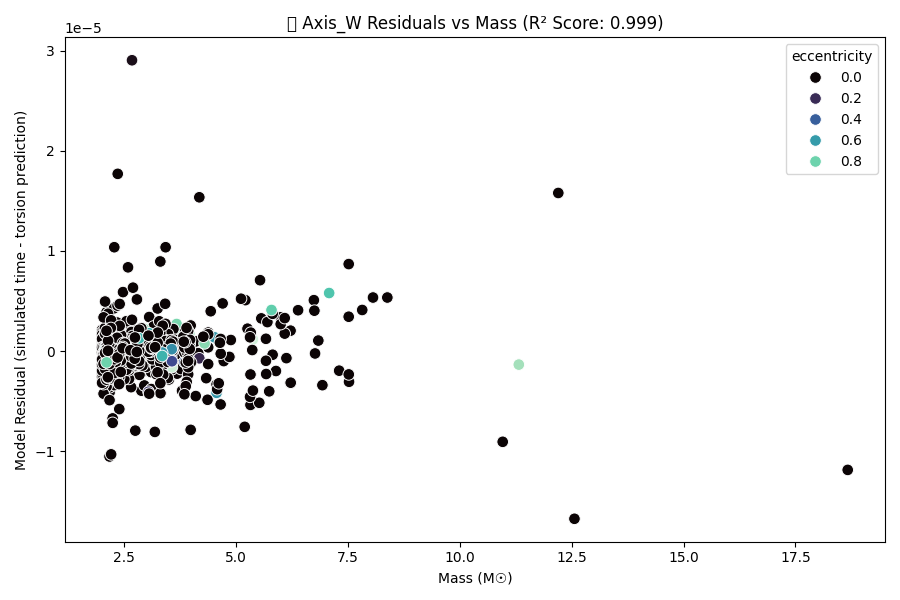 Axis_W Residuals vs Mass (R² Score: 0.999)
1e−5
3
2
1
0
−1
Model Residual (simulated time - torsion prediction)
eccentricity
0.0
0.2
0.4
0.6
0.8
2.5 5.0 7.5 10.0 12.5 15.0 17.5
Mass (M☉)